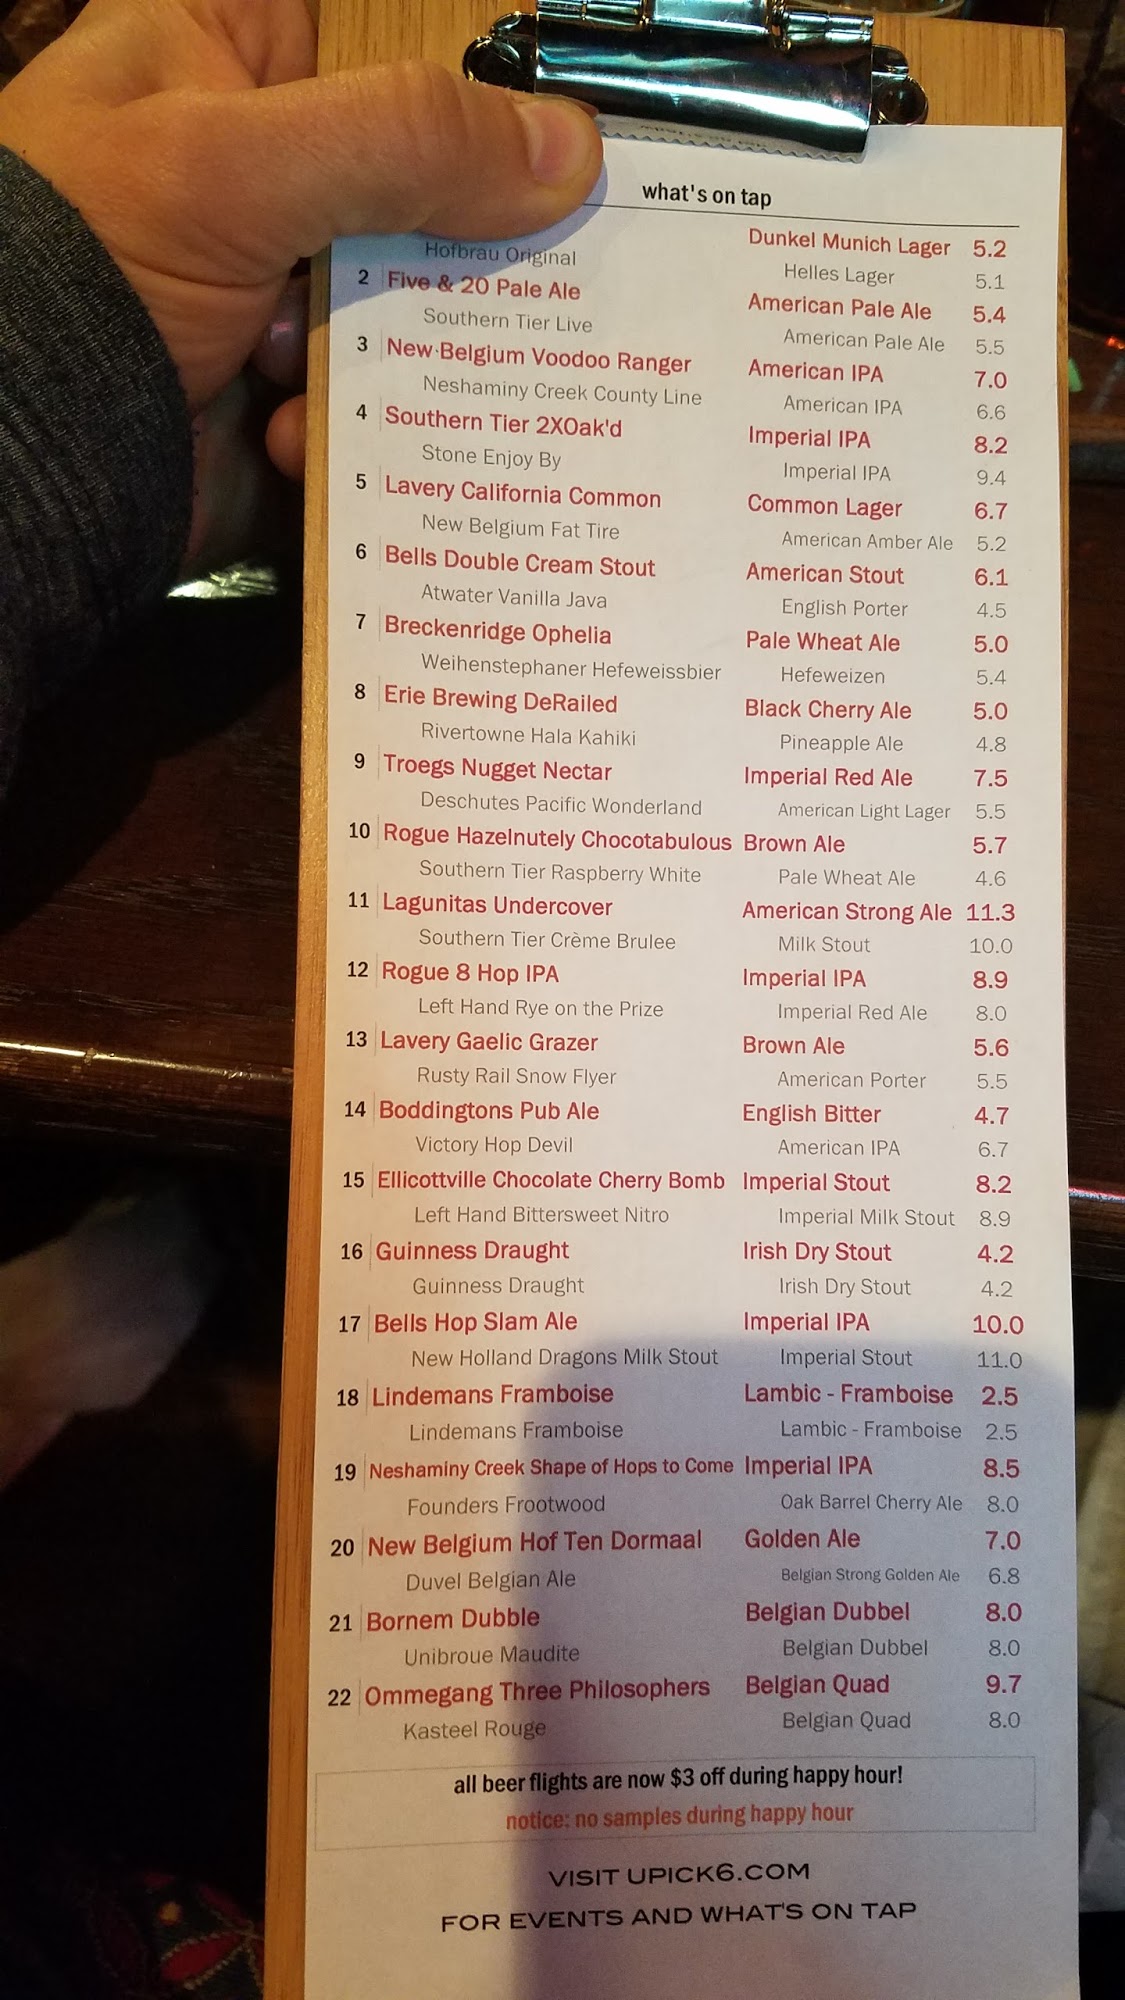 what's on tap
Dunkel Munich Lager 5.2
Hofbrau Original Helles Lager 5.1
2 Five & 20 Pale Ale American Pale Ale 5.4
Southern Tier Live American Pale Ale 5.5
3 New Belgium Voodoo Ranger American IPA 7.0
Neshaminy Creek County Line American IPA 6.6
4 Southern Tier 2XOak'd Imperial IPA 8.2
Stone Enjoy By Imperial IPA 9.4
5 Lavery California Common Common Lager 6.7
New Belgium Fat Tire American Amber Ale 5.2
6 Bells Double Cream Stout American Stout 6.1
Atwater Vanilla Java English Porter 4.5
7 Breckenridge Ophelia Pale Wheat Ale 5.0
Weihenstephaner Hefeweissbier Hefeweizen 5.4
8 Erie Brewing DeRailed Black Cherry Ale 5.0
Rivertowne Hala Kahiki Pineapple Ale 4.8
9 Troegs Nugget Nectar Imperial Red Ale 7.5
Deschutes Pacific Wonderland American Light Lager 5.5
10 Rogue Hazelnutely Chocotabulous Brown Ale 5.7
Southern Tier Raspberry White Pale Wheat Ale 4.6
11 Lagunitas Undercover American Strong Ale 11.3
Southern Tier Crème Brulee Milk Stout 10.0
12 Rogue 8 Hop IPA Imperial IPA 8.9
Left Hand Rye on the Prize Imperial Red Ale 8.0
13 Lavery Gaelic Grazer Brown Ale 5.6
Rusty Rail Snow Flyer American Porter 5.5
14 Boddingtons Pub Ale English Bitter 4.7
Victory Hop Devil American IPA 6.7
15 Ellicottville Chocolate Cherry Bomb Imperial Stout 8.2
Left Hand Bittersweet Nitro Imperial Milk Stout 8.9
16 Guinness Draught Irish Dry Stout 4.2
Guinness Draught Irish Dry Stout 4.2
17 Bells Hop Slam Ale Imperial IPA 10.0
New Holland Dragons Milk Stout Imperial Stout 11.0
18 Lindemans Framboise Lambic - Framboise 2.5
Lindemans Framboise Lambic - Framboise 2.5
19 Neshaminy Creek Shape of Hops to Come Imperial IPA 8.5
Founders Frootwood Oak Barrel Cherry Ale 8.0
20 New Belgium Hof Ten Dormaal Golden Ale 7.0
Duvel Belgian Ale Belgian Strong Golden Ale 6.8
21 Bornem Dubble Belgian Dubbel 8.0
Unibroue Maudite Belgian Dubbel 8.0
22 Ommegang Three Philosophers Belgian Quad 9.7
Kasteel Rouge Belgian Quad 8.0
all beer flights are now $3 off during happy hour!
notice: no samples during happy hour
VISIT UPICK6.COM
FOR EVENTS AND WHAT'S ON TAP